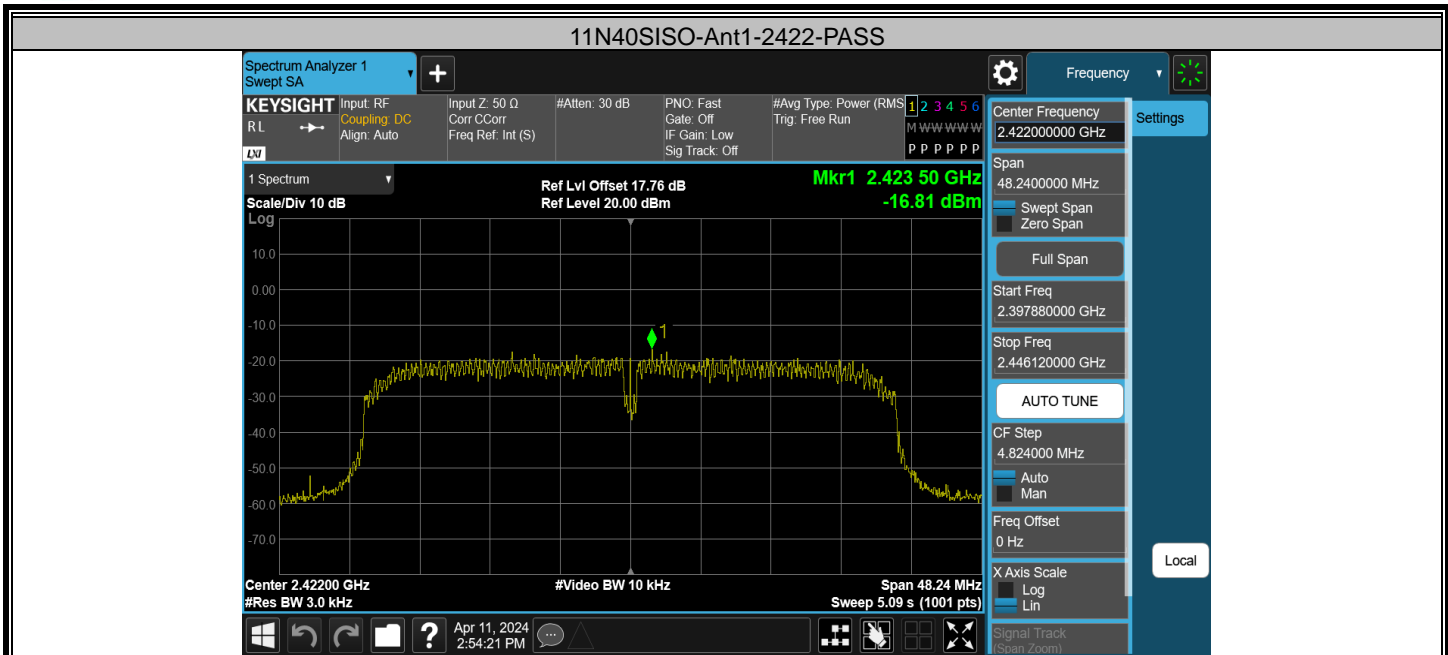 11N40SISO-Ant1-2422-PASS
Spectrum Analyzer 1
Swept SA
+
Frequency
KEYSIGHT
RL
LXI
Input: RF
Coupling: DC
Align: Auto
Input Z: 50 Ω
Corr CCorr
Freq Ref: Int (S)
#Atten: 30 dB
PNO: Fast
Gate: Off
IF Gain: Low
Sig Track: Off
#Avg Type: Power (RMS
Trig: Free Run
1 2 3 4 5 6
M W W W W W
P P P P P P
1 Spectrum
Scale/Div 10 dB
Log
Ref Lvl Offset 17.76 dB
Ref Level 20.00 dBm
Mkr1 2.423 50 GHz
-16.81 dBm
10.0
0.00
-10.0
-20.0
-30.0
-40.0
-50.0
-60.0
-70.0
1
Center 2.42200 GHz
#Res BW 3.0 kHz
#Video BW 10 kHz
Span 48.24 MHz
Sweep 5.09 s (1001 pts)
Center Frequency
2.422000000 GHz
Settings
Span
48.2400000 MHz
Swept Span
Zero Span
Full Span
Start Freq
2.397880000 GHz
Stop Freq
2.446120000 GHz
AUTO TUNE
CF Step
4.824000 MHz
Auto
Man
Freq Offset
0 Hz
X Axis Scale
Log
Lin
Local
Signal Track
(Span Zoom)
?
Apr 11, 2024
2:54:21 PM